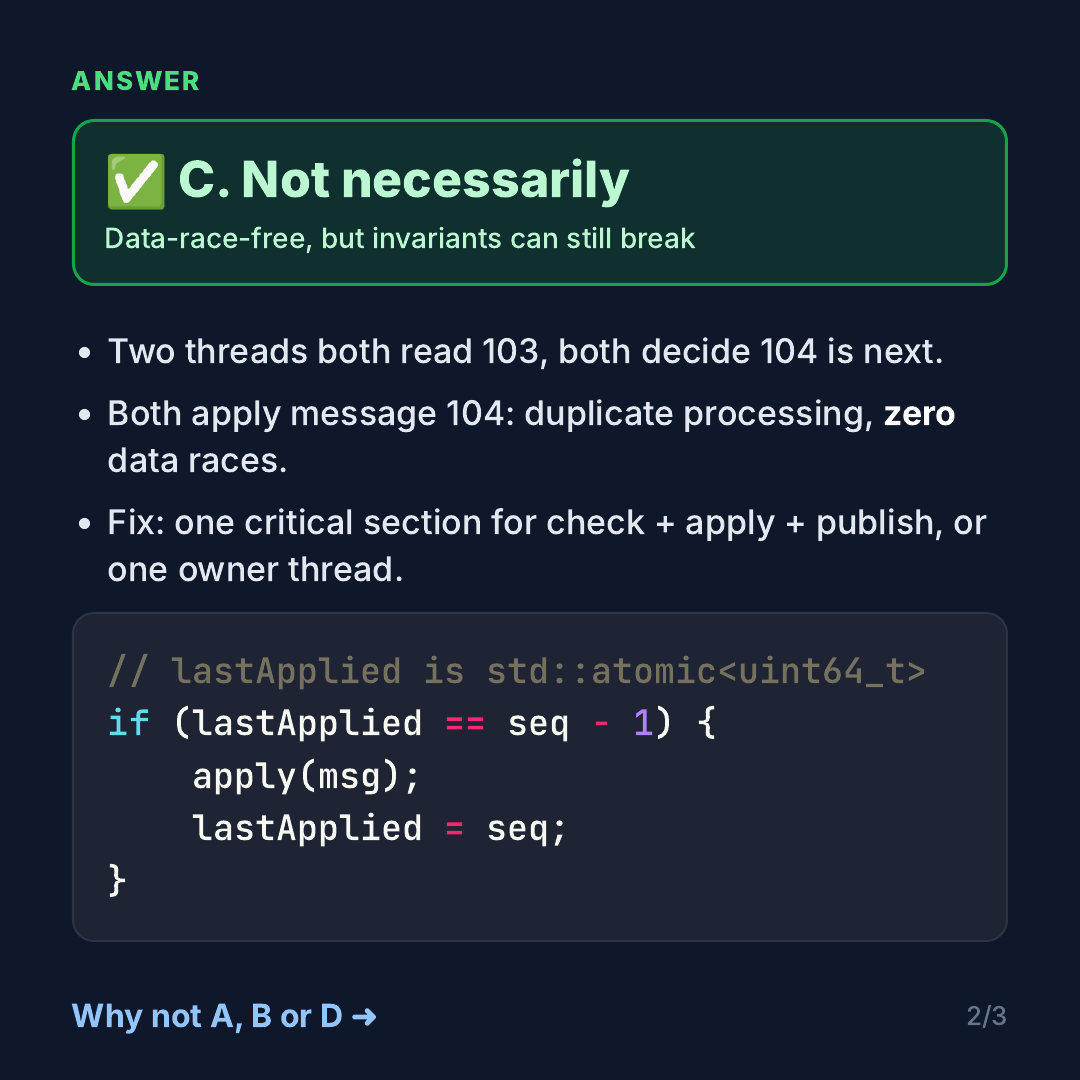 ANSWER
✅ C. Not necessarily
Data-race-free, but invariants can still break
• Two threads both read 103, both decide 104 is next.
• Both apply message 104: duplicate processing, zero
data races.
• Fix: one critical section for check + apply + publish, or
one owner thread.
// lastApplied is std::atomic<uint64_t>
if (lastApplied == seq - 1) {
    apply(msg);
    lastApplied = seq;
}
Why not A, B or D ➜
2/3